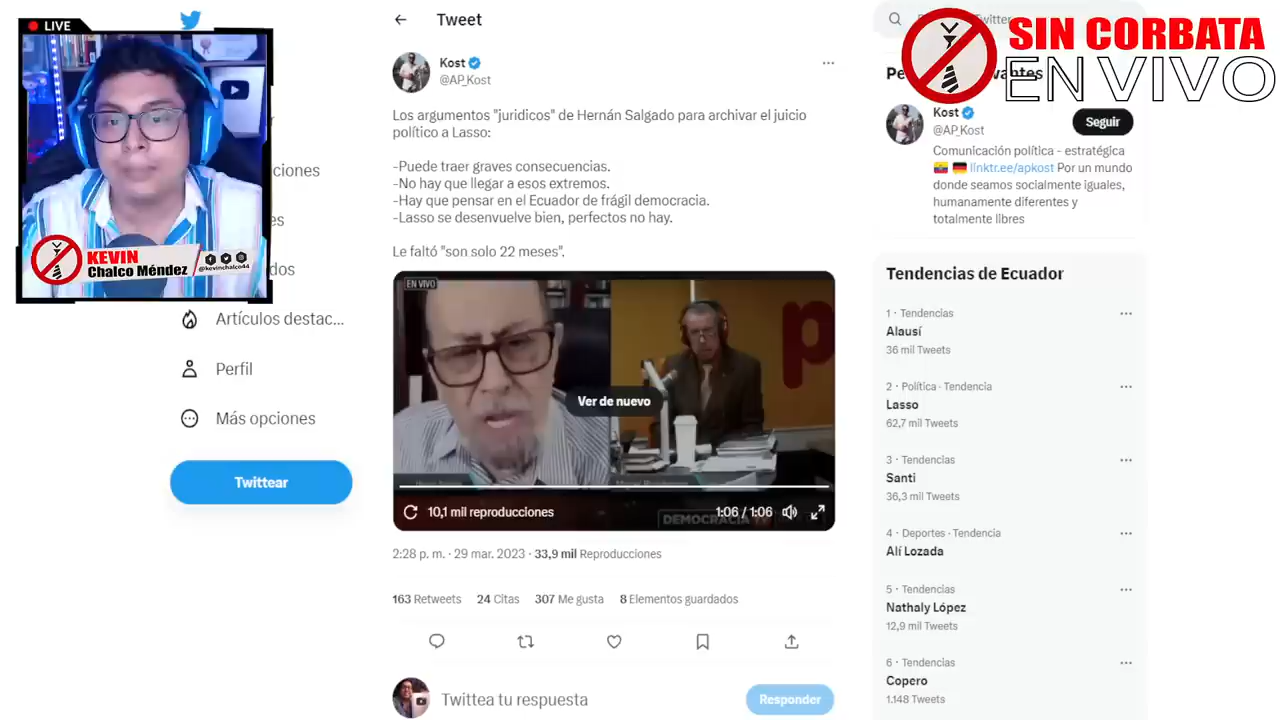 LIVE
KEVIN
Chalco Méndez
@kevinchalco44
ciones
es
dos
Artículos destac...
Perfil
Más opciones
Twittear
Tweet
Kost
@AP_Kost
Los argumentos "juridicos" de Hernán Salgado para archivar el juicio
político a Lasso:
-Puede traer graves consecuencias.
-No hay que llegar a esos extremos.
-Hay que pensar en el Ecuador de frágil democracia.
-Lasso se desenvuelve bien, perfectos no hay.
Le faltó "son solo 22 meses".
EN VIVO
p
Ver de nuevo
10,1 mil reproducciones
1:06 / 1:06
DEMOCRACIA TV
2:28 p. m. · 29 mar. 2023 · 33,9 mil Reproducciones
163 Retweets 24 Citas 307 Me gusta 8 Elementos guardados
Twittea tu respuesta
Responder
SIN CORBATA
EN VIVO
Kost
@AP_Kost
Seguir
Comunicación política - estratégica
linktr.ee/apkost Por un mundo
donde seamos socialmente iguales,
humanamente diferentes y
totalmente libres
Tendencias de Ecuador
1 · Tendencias
Alausí
36 mil Tweets
2 · Política · Tendencia
Lasso
62,7 mil Tweets
3 · Tendencias
Santi
36,3 mil Tweets
4 · Deportes · Tendencia
Alí Lozada
5 · Tendencias
Nathaly López
12,9 mil Tweets
6 · Tendencias
Copero
1.148 Tweets